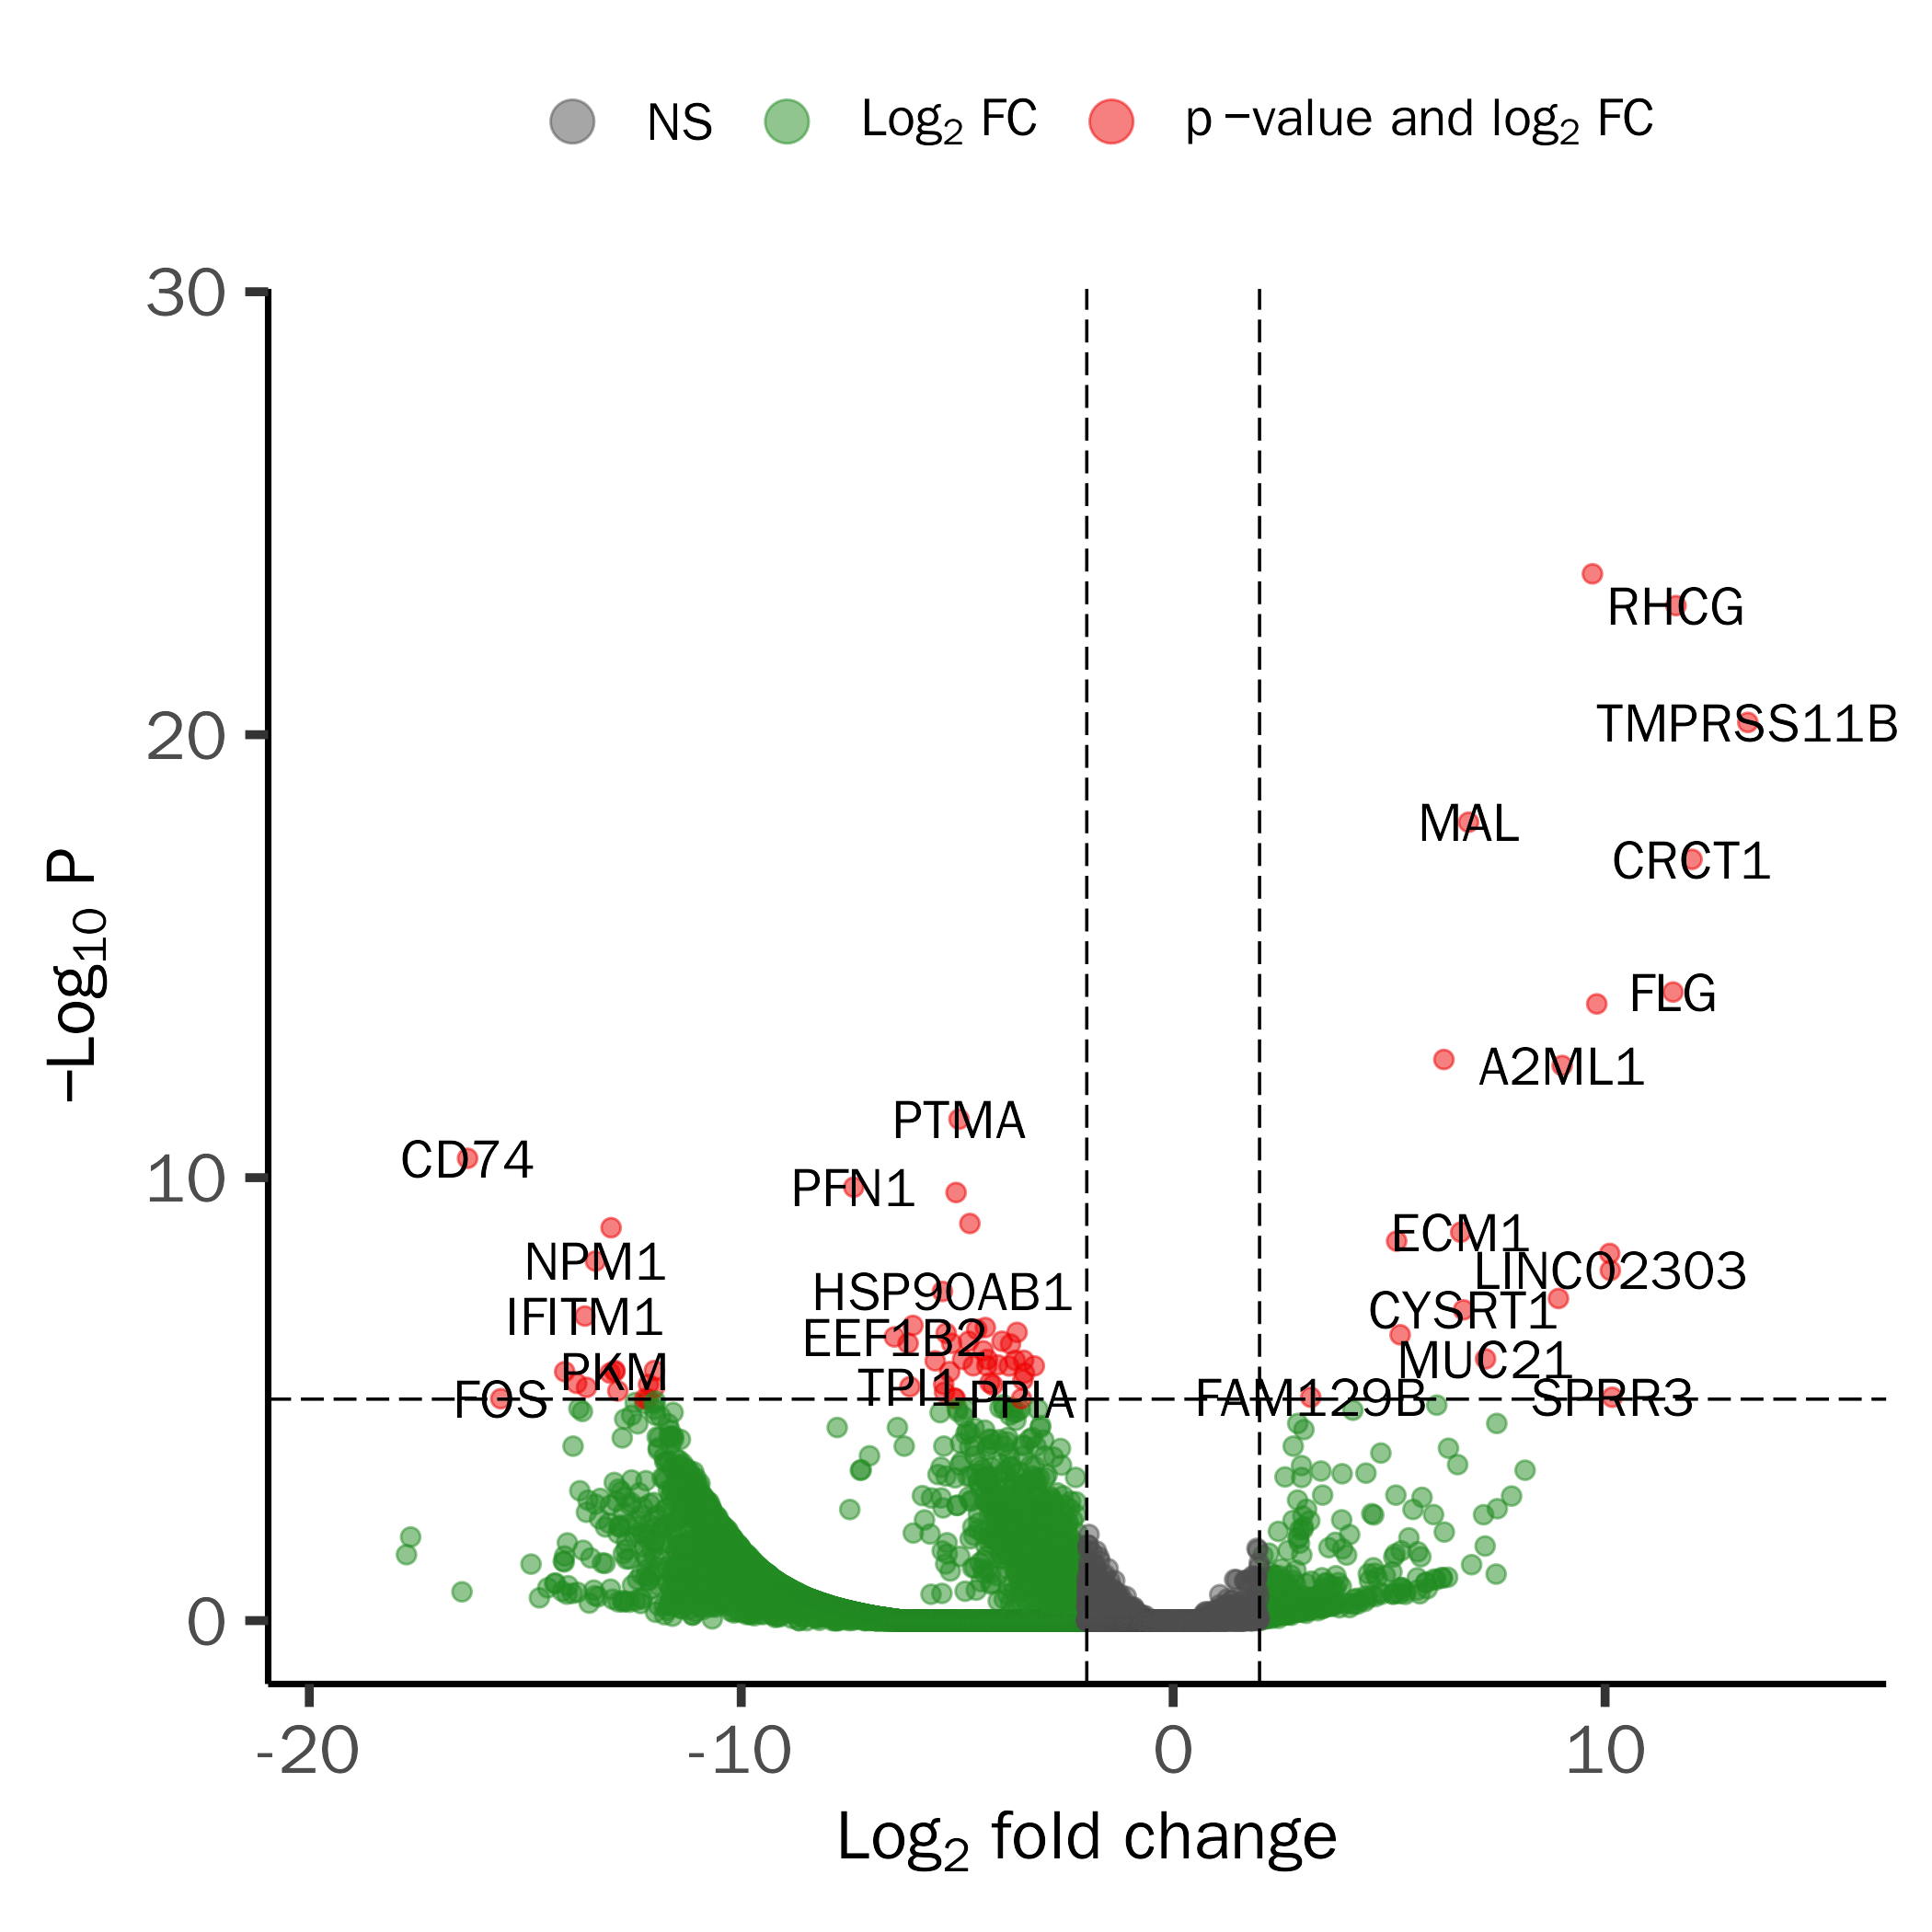 NS Log2 FC p −value and log2 FC
30
RHCG
20
TMPRSS11B
MAL
CRCT1
−Log10 P
FLG
A2ML1
PTMA
CD74
10
PFN1
ECM1
NPM1
LINC02303
HSP90AB1
IFITM1
CYSRT1
EEF1B2
MUC21
PKM
TPI1
FOS
PPIA
FAM129B
SPRR3
0
-20 -10 0 10
Log2 fold change